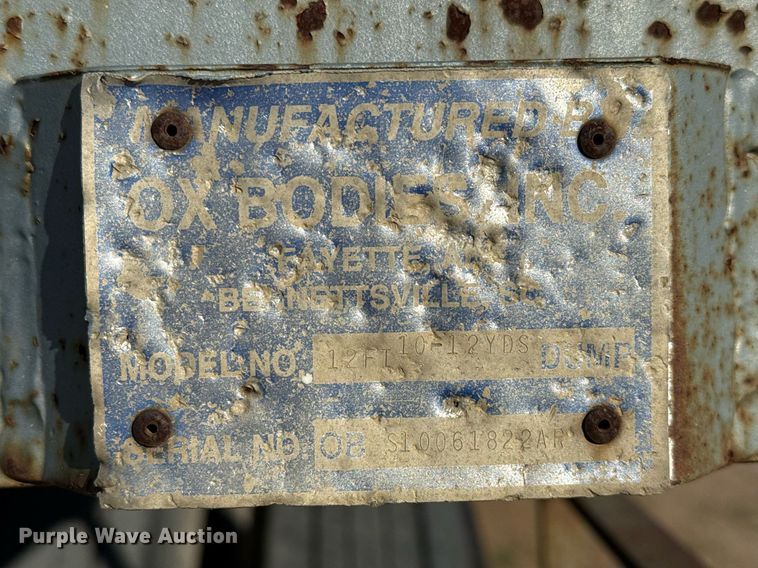 MANUFACTURED BY
OX BODIES, INC.
FAYETTE, AL
BENNETTSVILLE, SC
MODEL NO. 12FT 10-12YDS DUMP
SERIAL NO. OB S10061822AR
Purple Wave Auction®